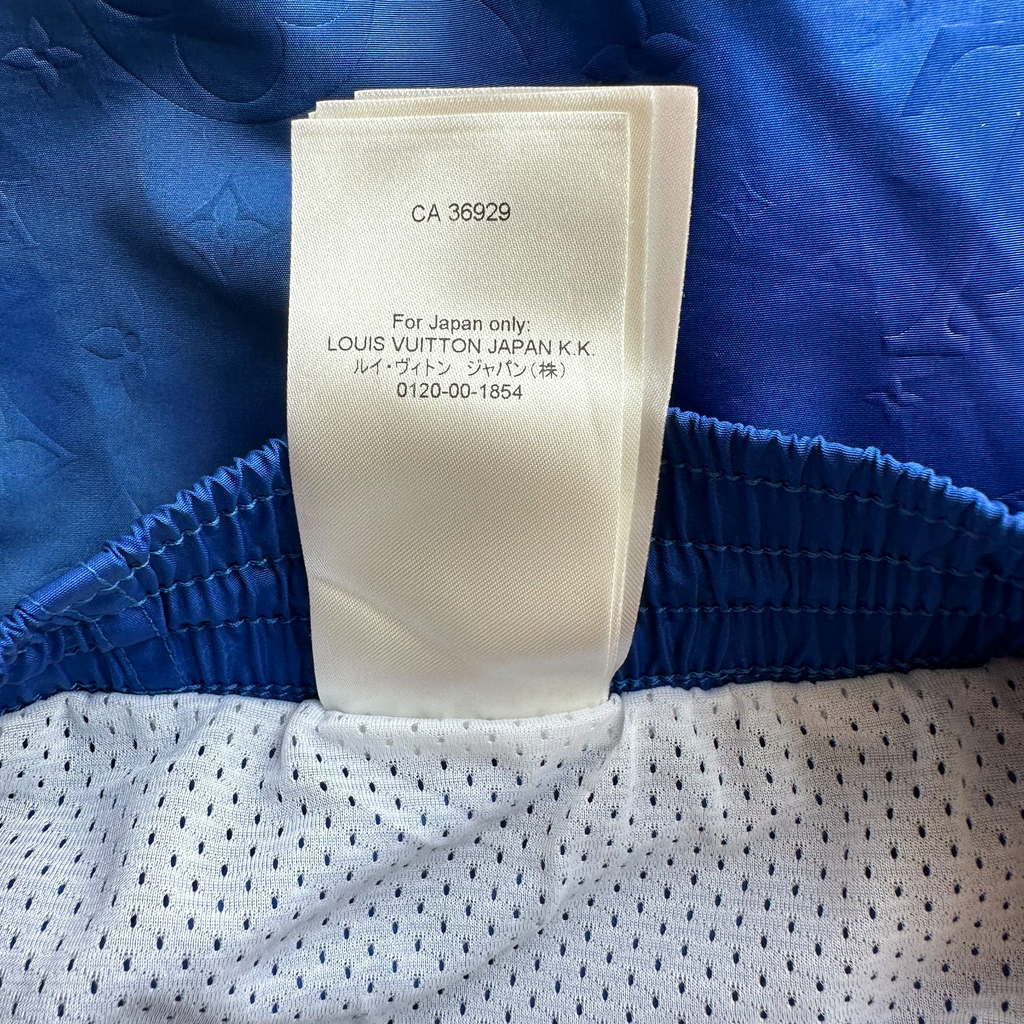 CA 36929
For Japan only:
LOUIS VUITTON JAPAN K.K.
ルイ・ヴィトン ジャパン(株)
0120-00-1854